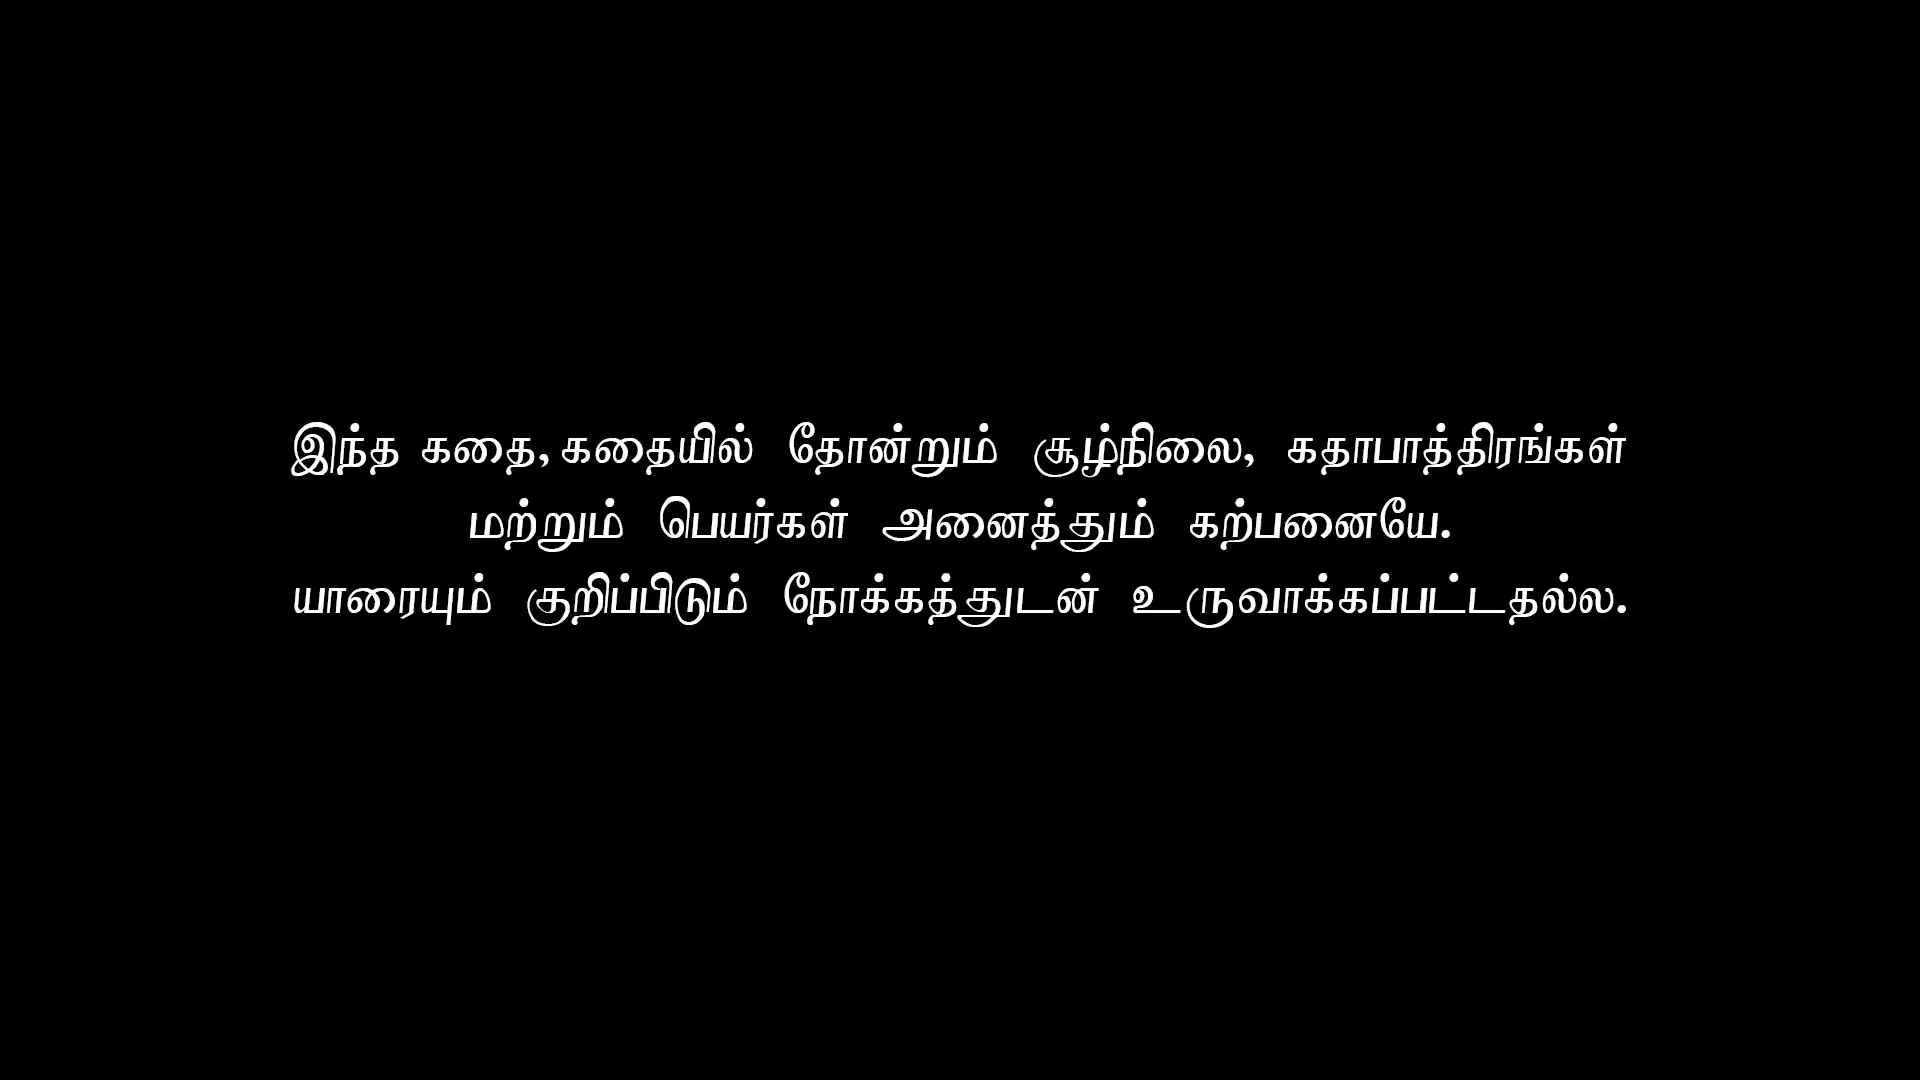 இந்த கதை,கதையில் தோன்றும் சூழ்நிலை, கதாபாத்திரங்கள்
மற்றும் பெயர்கள் அனைத்தும் கற்பனையே.
யாரையும் குறிப்பிடும் நோக்கத்துடன் உருவாக்கப்பட்டதல்ல.